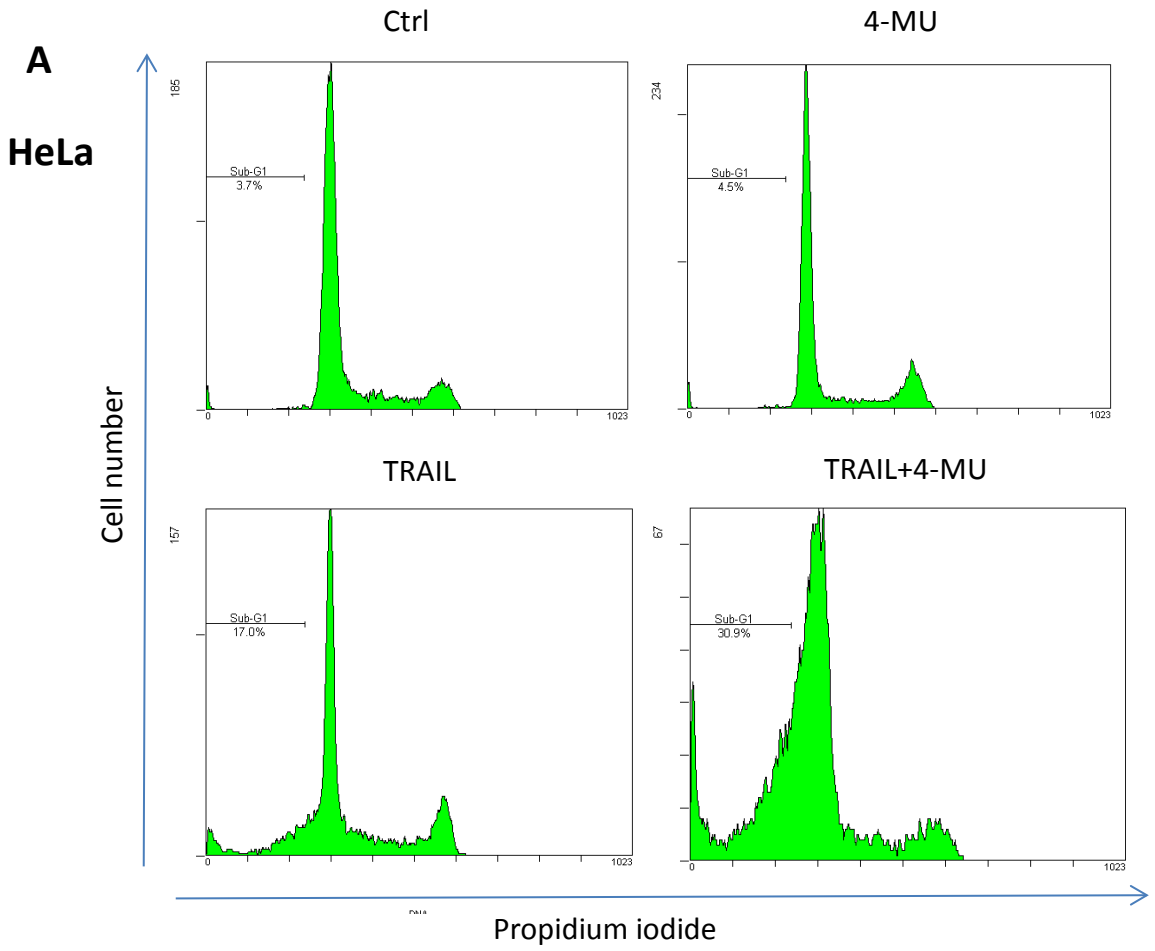 A
HeLa
Cell number
Ctrl
185
Sub-G1
3.7%
0
1023
4-MU
234
Sub-G1
4.5%
0
1023
TRAIL
157
Sub-G1
17.0%
0
1023
TRAIL+4-MU
67
Sub-G1
30.9%
0
1023
Propidium iodide